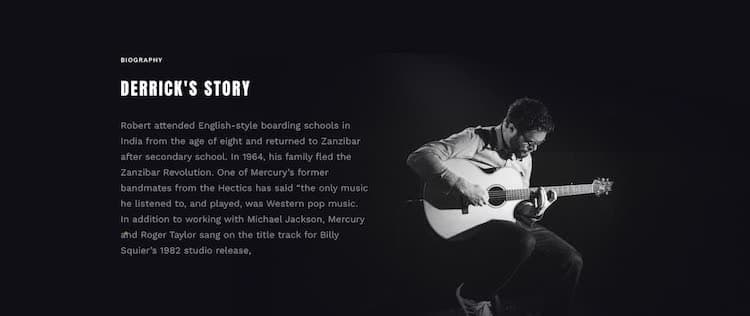 BIOGRAPHY
DERRICK'S STORY
Robert attended English-style boarding schools in
India from the age of eight and returned to Zanzibar
after secondary school. In 1964, his family fled the
Zanzibar Revolution. One of Mercury's former
bandmates from the Hectics has said “the only music
he listened to, and played, was Western pop music.
In addition to working with Michael Jackson, Mercury
and Roger Taylor sang on the title track for Billy
Squier's 1982 studio release,